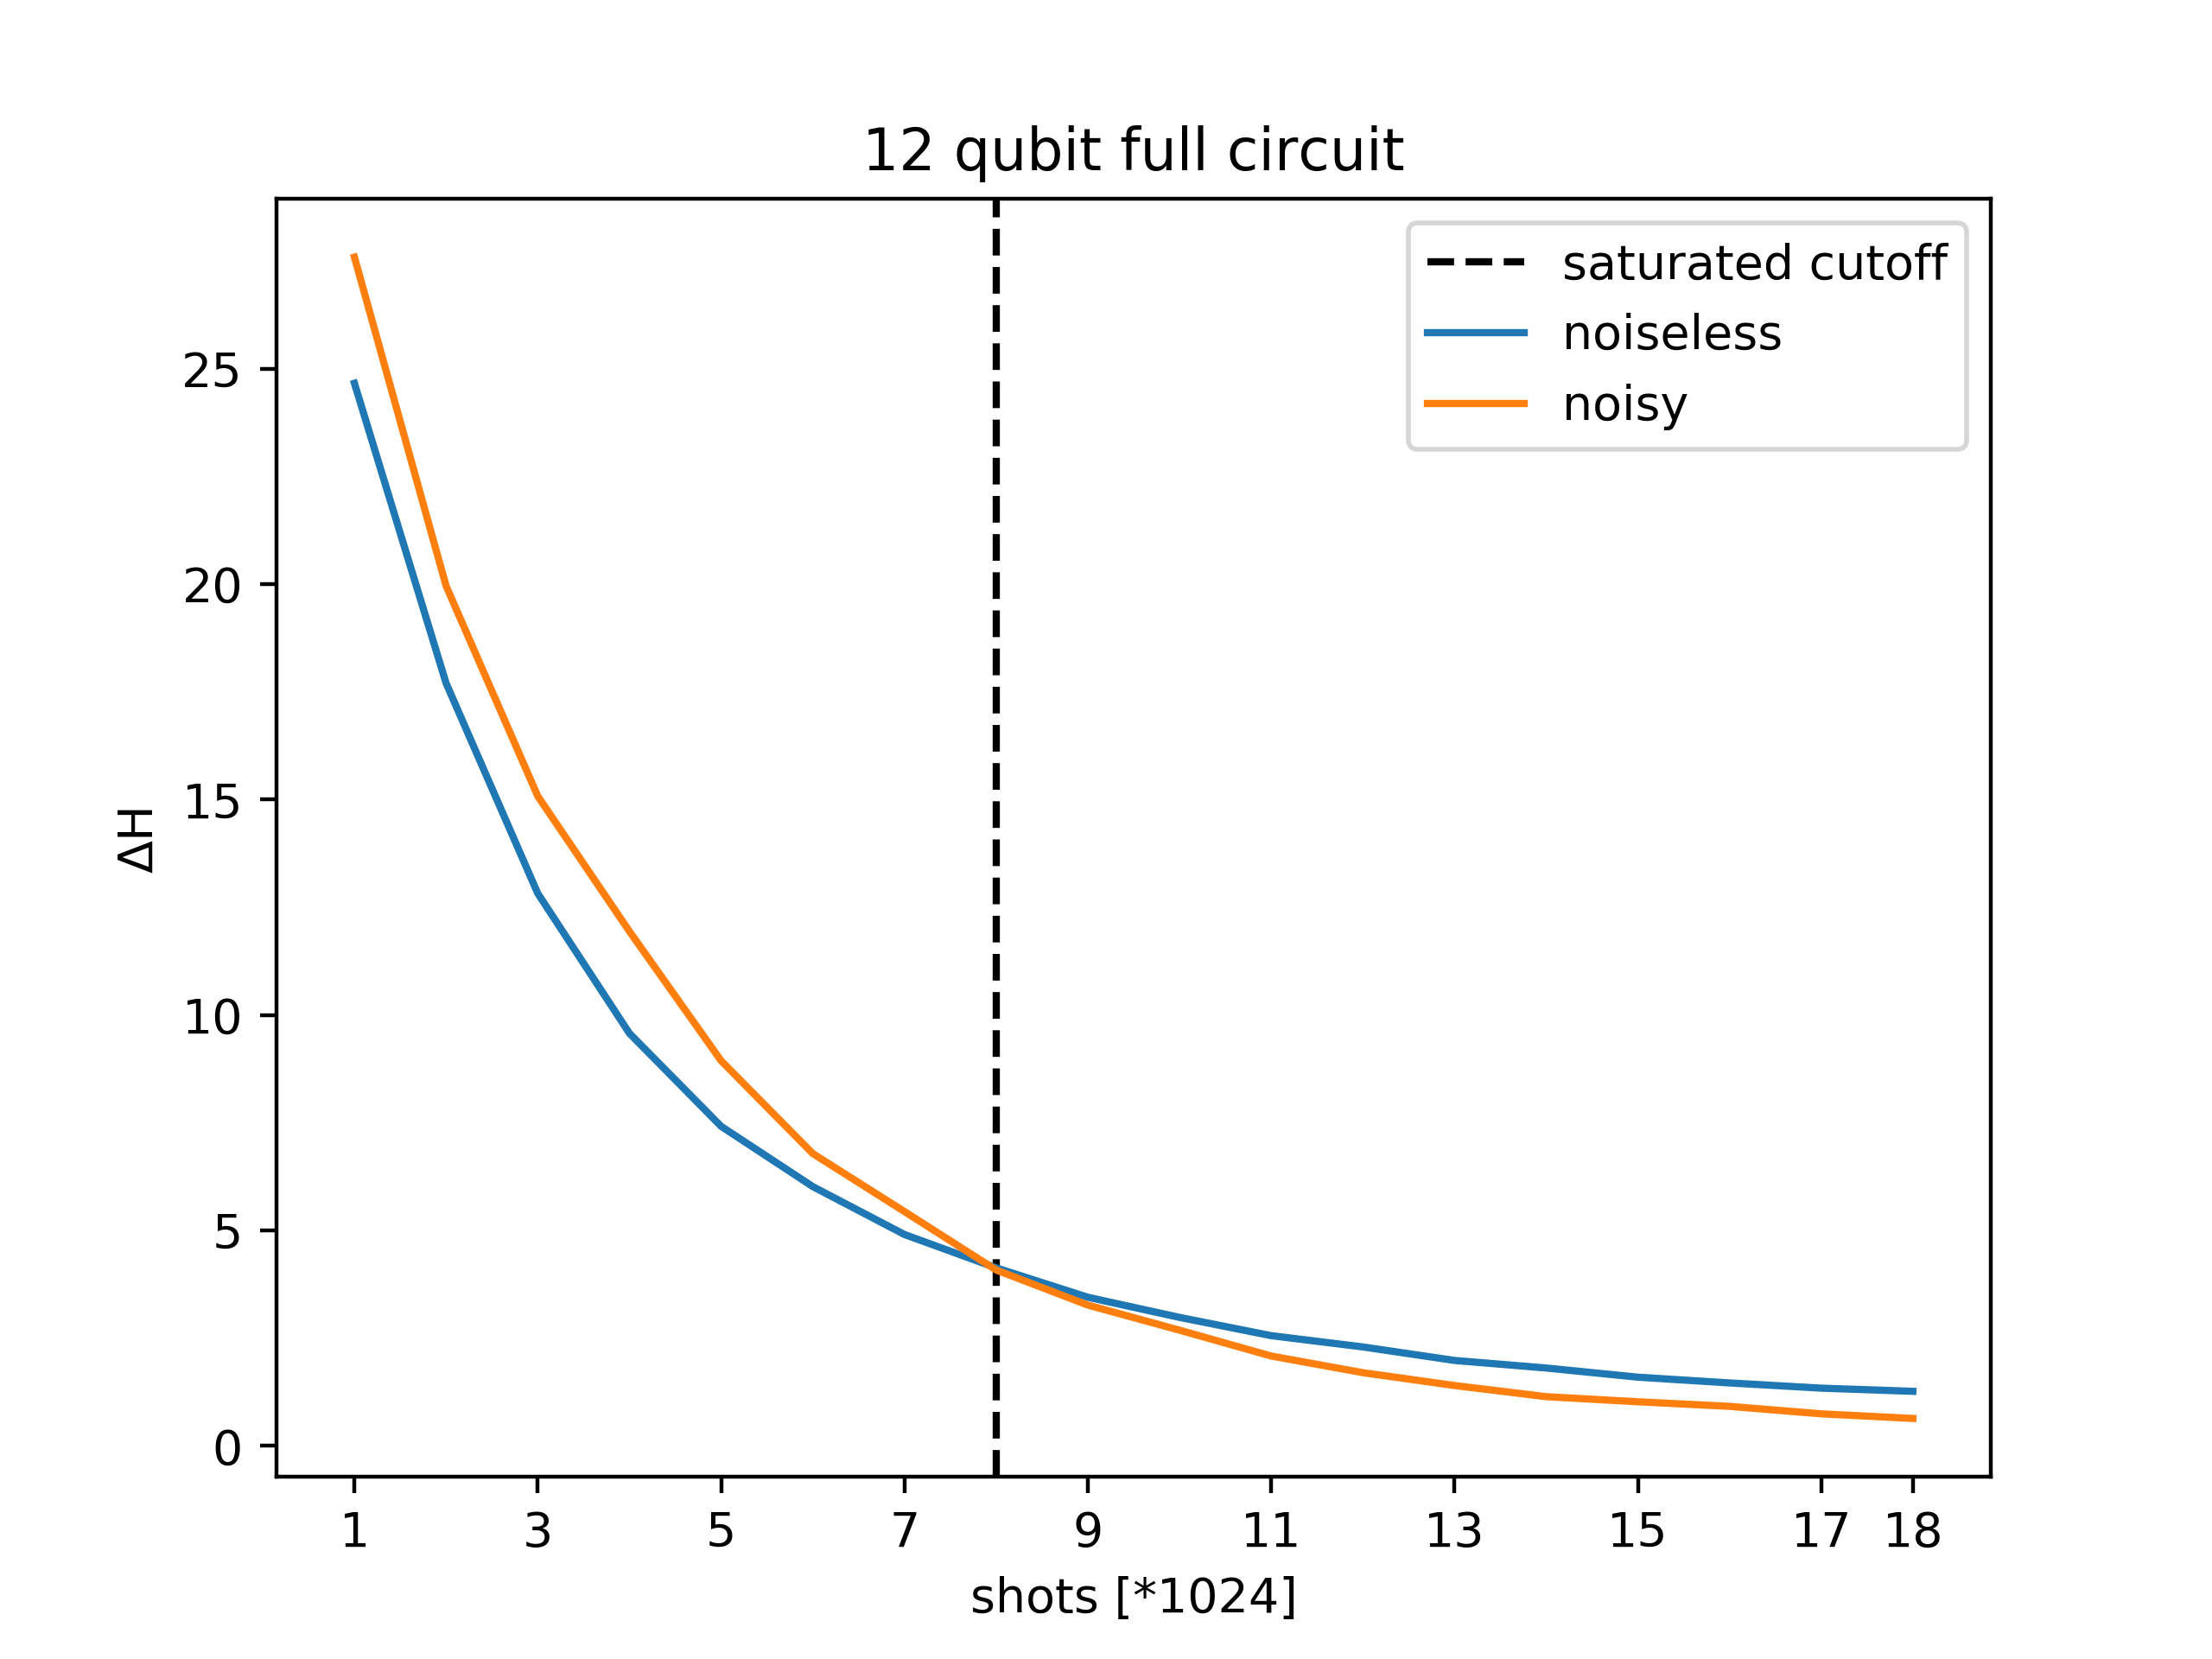 12 qubit full circuit
saturated cutoff
noiseless
noisy
25
20
15
10
5
0
ΔH
1 3 5 7 9 11 13 15 17 18
shots [*1024]